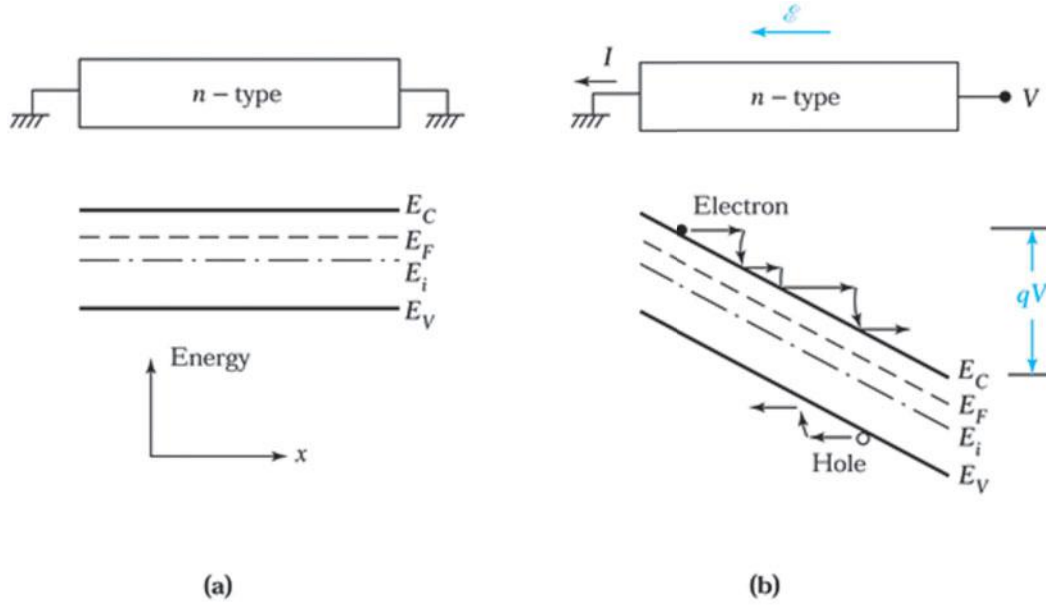 n – type
E_C
E_F
E_i
E_V
Energy
x
(a)
ℰ
I
n – type
V
Electron
qV
E_C
E_F
E_i
E_V
Hole
(b)